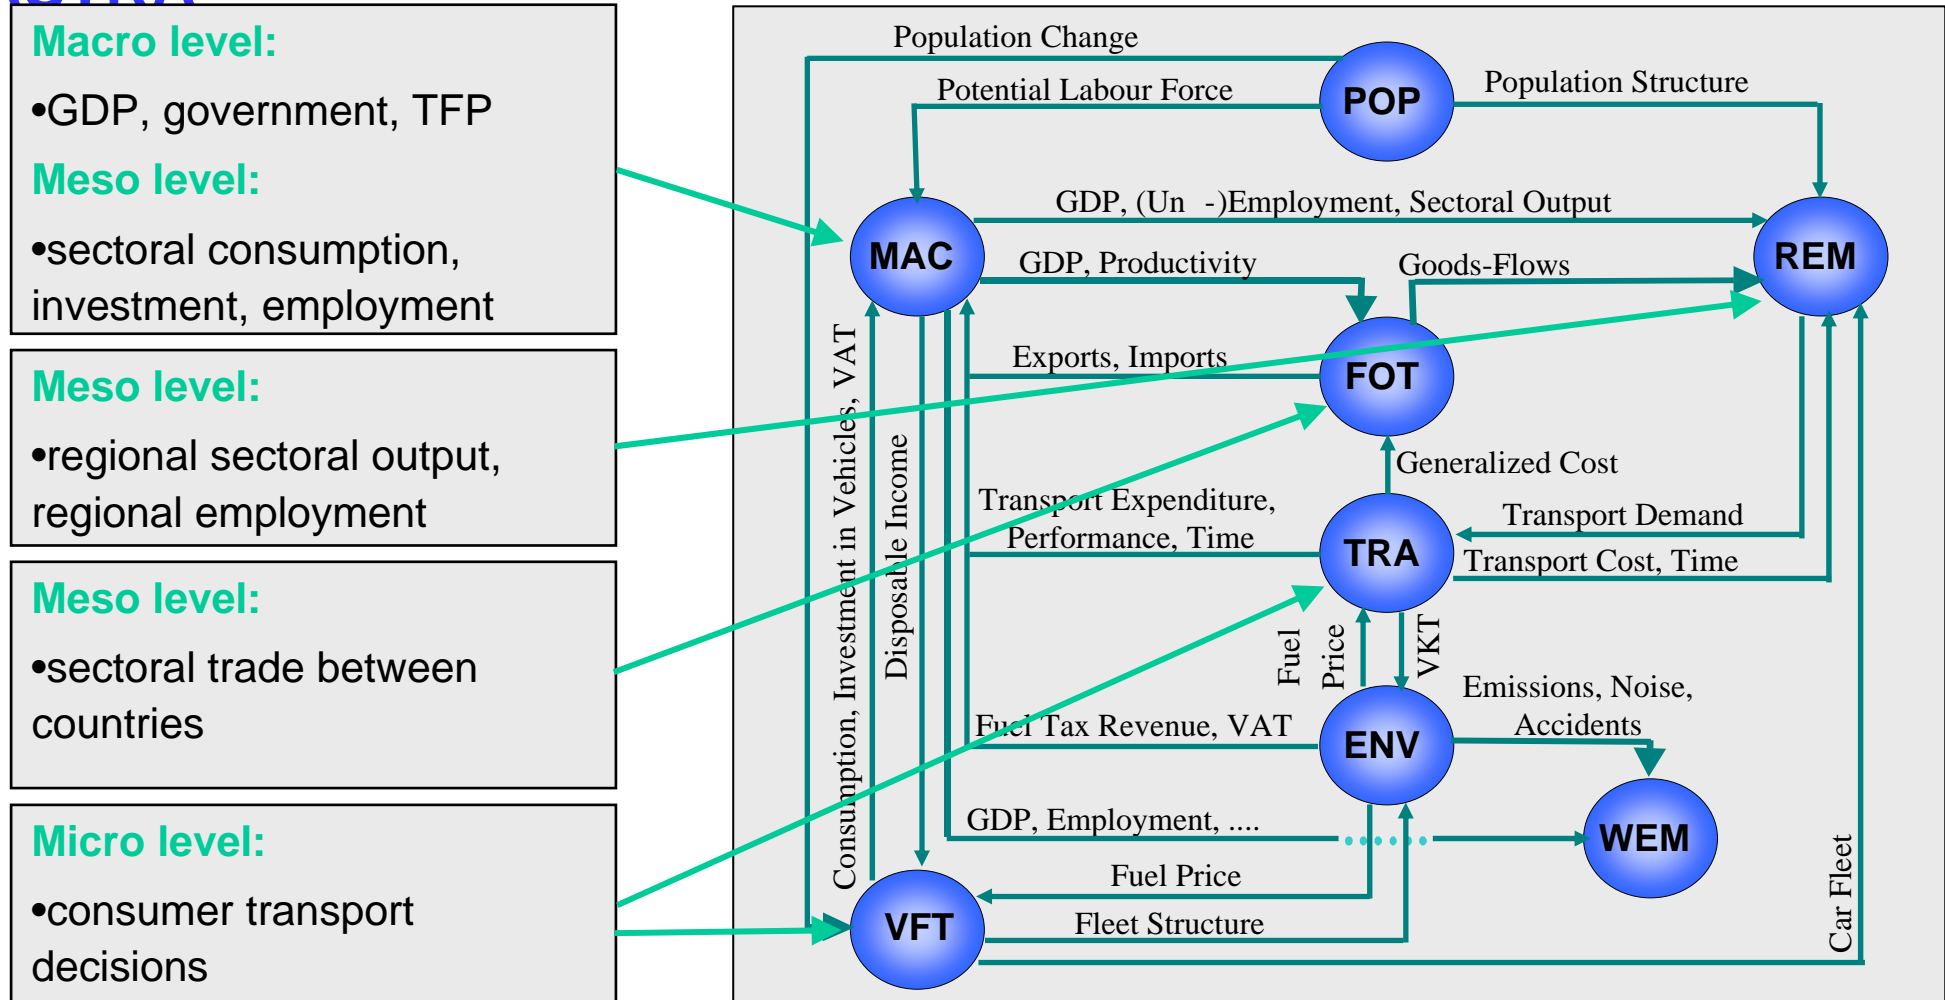 Macro level:
•GDP, government, TFP
Meso level:
•sectoral consumption,
investment, employment
Meso level:
•regional sectoral output,
regional employment
Meso level:
•sectoral trade between
countries
Micro level:
•consumer transport
decisions
Population Change
Potential Labour Force
POP
Population Structure
GDP, (Un -)Employment, Sectoral Output
MAC
REM
GDP, Productivity
Goods-Flows
Exports, Imports
FOT
Consumption, Investment in Vehicles, VAT
Disposable Income
Generalized Cost
Transport Expenditure,
Performance, Time
TRA
Transport Demand
Transport Cost, Time
Fuel
Price
VKT
Emissions, Noise,
Accidents
Fuel Tax Revenue, VAT
ENV
GDP, Employment, ....
WEM
Fuel Price
VFT
Fleet Structure
Car Fleet